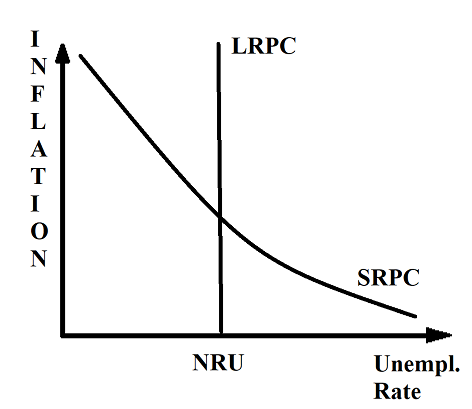 INFLATION
LRPC
SRPC
NRU
Unempl.
Rate